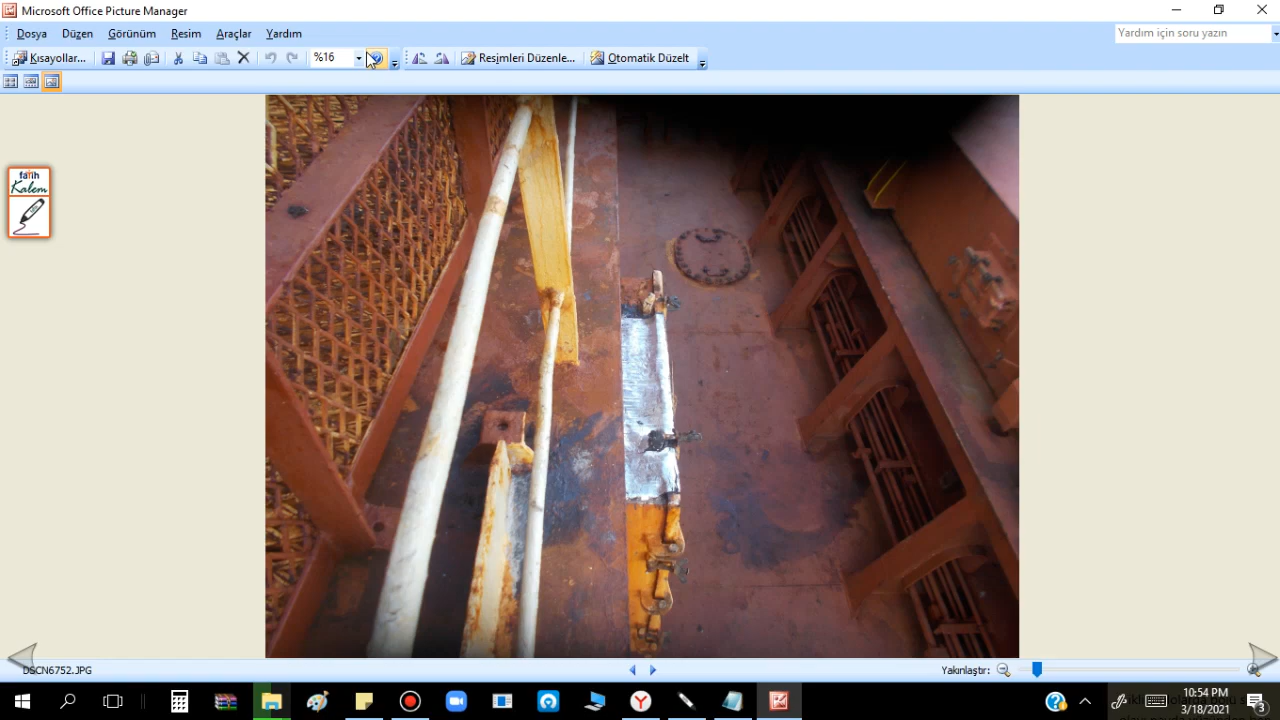 Microsoft Office Picture Manager
Dosya Düzen Görünüm Resim Araçlar Yardım
Yardım için soru yazın
Kısayollar... %16 Resimleri Düzenle... Otomatik Düzelt
fatih
Kalem
DSCN6752.JPG
Yakınlaştır:
10:54 PM
3/18/2021
3